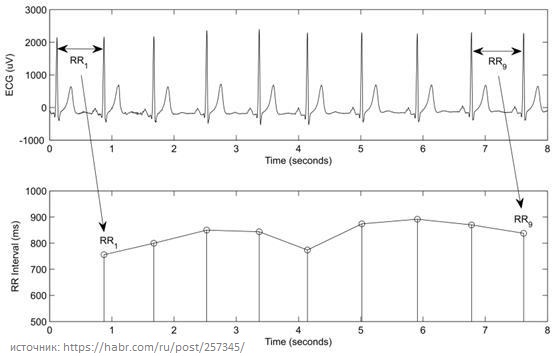 3000
2000
1000
0
-1000
ECG (uV)
RR1
RR9
0 1 2 3 4 5 6 7 8
Time (seconds)
1000
900
800
700
600
500
RR Interval (ms)
RR1
RR9
1 2 3 4 5 6 7 8
Time (seconds)
источник: https://habr.com/ru/post/257345/